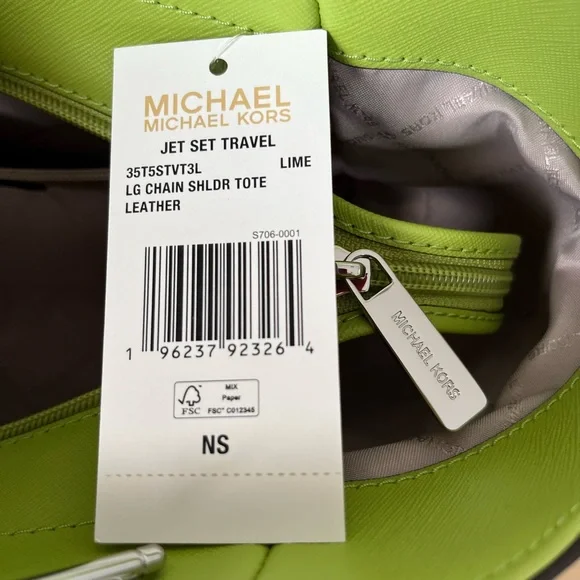 MICHAEL
MICHAEL KORS
JET SET TRAVEL
35T5STVT3L LIME
LG CHAIN SHLDR TOTE
LEATHER
S706-0001
1 96237 92326 4
FSC
MIX
Paper
FSC® C012345
NS
MICHAEL KORS